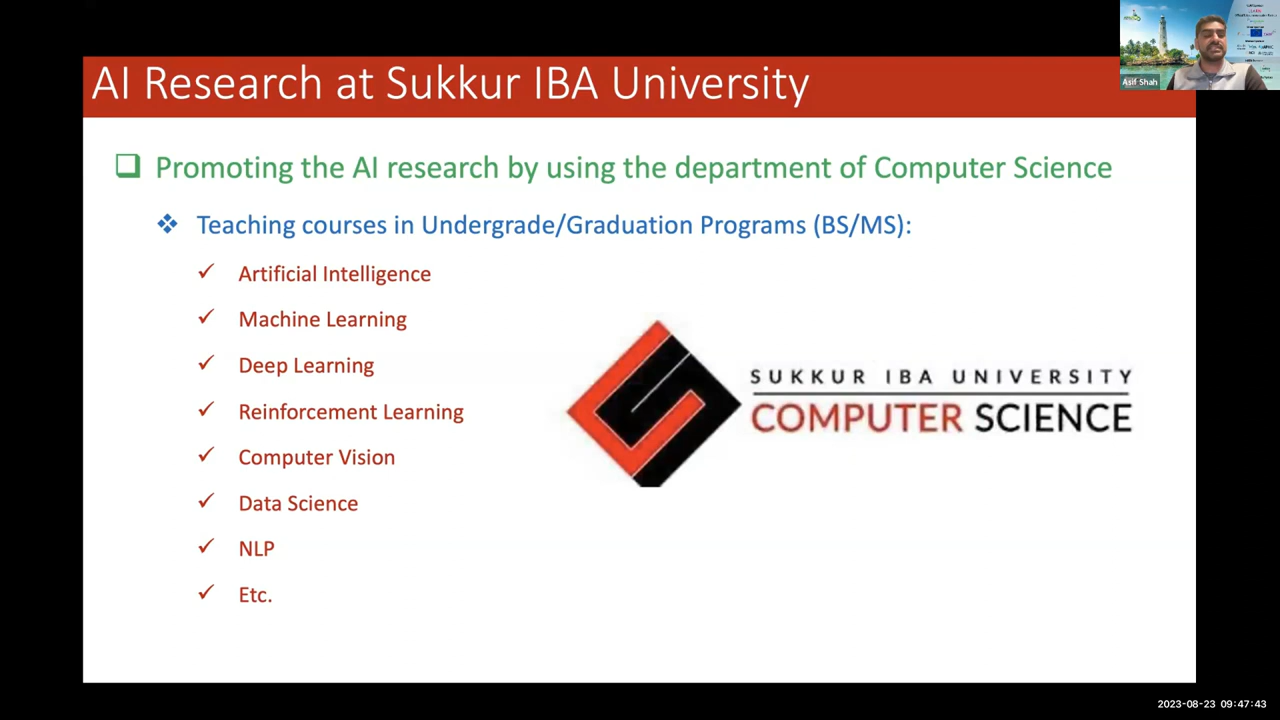 AI Research at Sukkur IBA University
Asif Shah
Promoting the AI research by using the department of Computer Science
Teaching courses in Undergrade/Graduation Programs (BS/MS):
Artificial Intelligence
Machine Learning
Deep Learning
Reinforcement Learning
Computer Vision
Data Science
NLP
Etc.
SUKKUR IBA UNIVERSITY
COMPUTER SCIENCE
2023-08-23 09:47:43